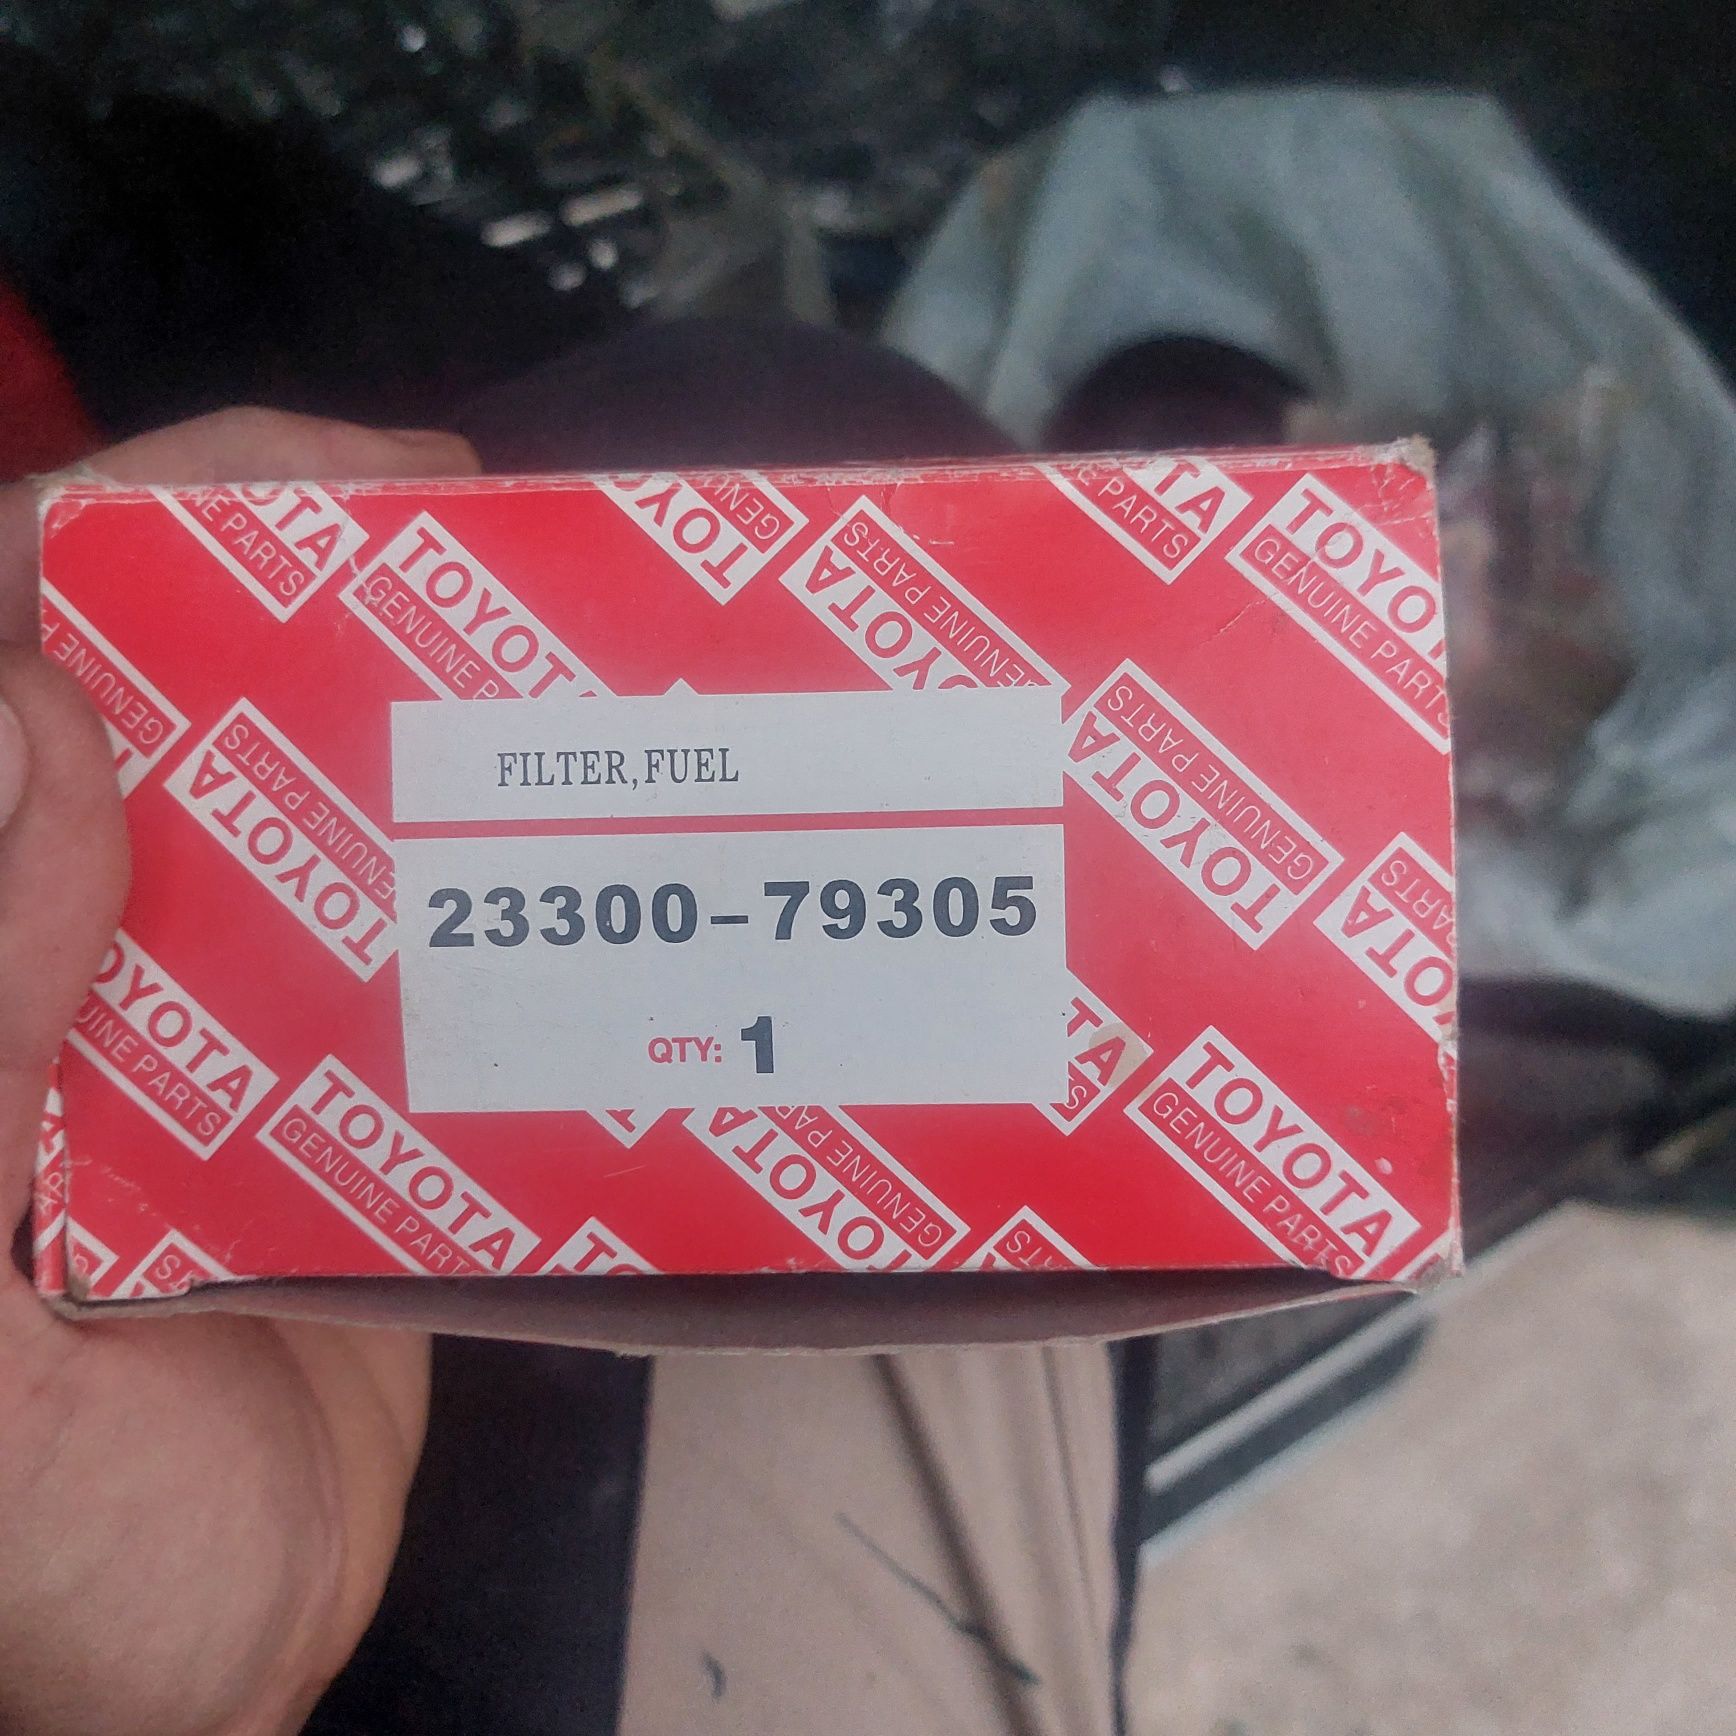 TOYOTA
GENUINE PARTS
FILTER,FUEL
23300-79305
QTY: 1